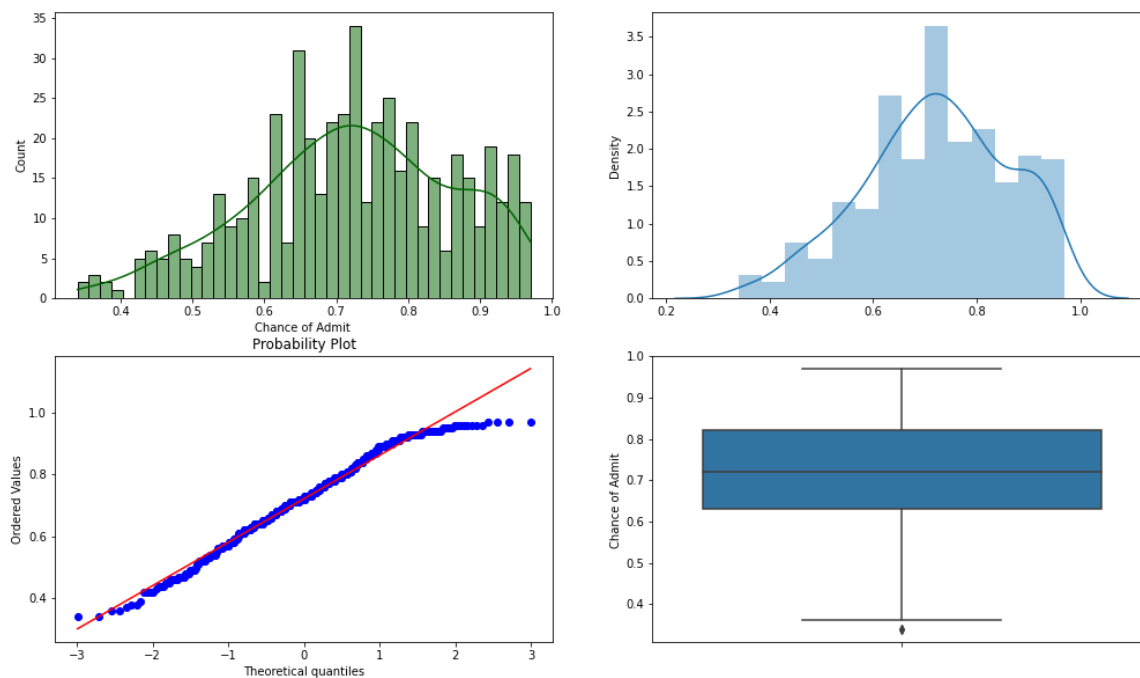 35
30
25
20
15
10
5
0
Count
0.4 0.5 0.6 0.7 0.8 0.9 1.0
Chance of Admit
3.5
3.0
2.5
2.0
1.5
1.0
0.5
0.0
Density
0.2 0.4 0.6 0.8 1.0
Probability Plot
1.0
0.8
0.6
0.4
Ordered Values
−3 −2 −1 0 1 2 3
Theoretical quantiles
1.0
0.9
0.8
0.7
0.6
0.5
0.4
Chance of Admit